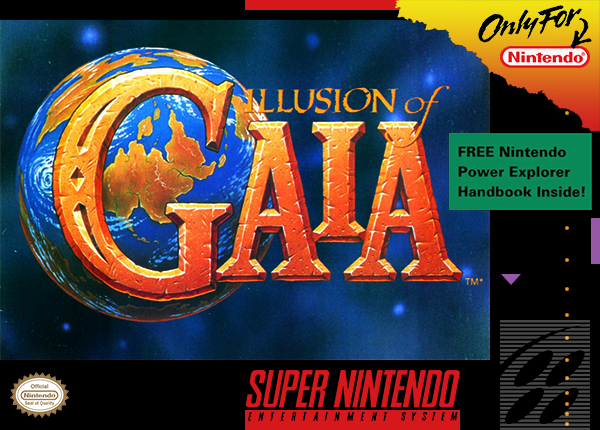 Only For
Nintendo®
ILLUSION of
GAIA
TM*
FREE Nintendo
Power Explorer
Handbook Inside!
Official
Nintendo
Seal of Quality
SUPER NINTENDO
ENTERTAINMENT SYSTEM